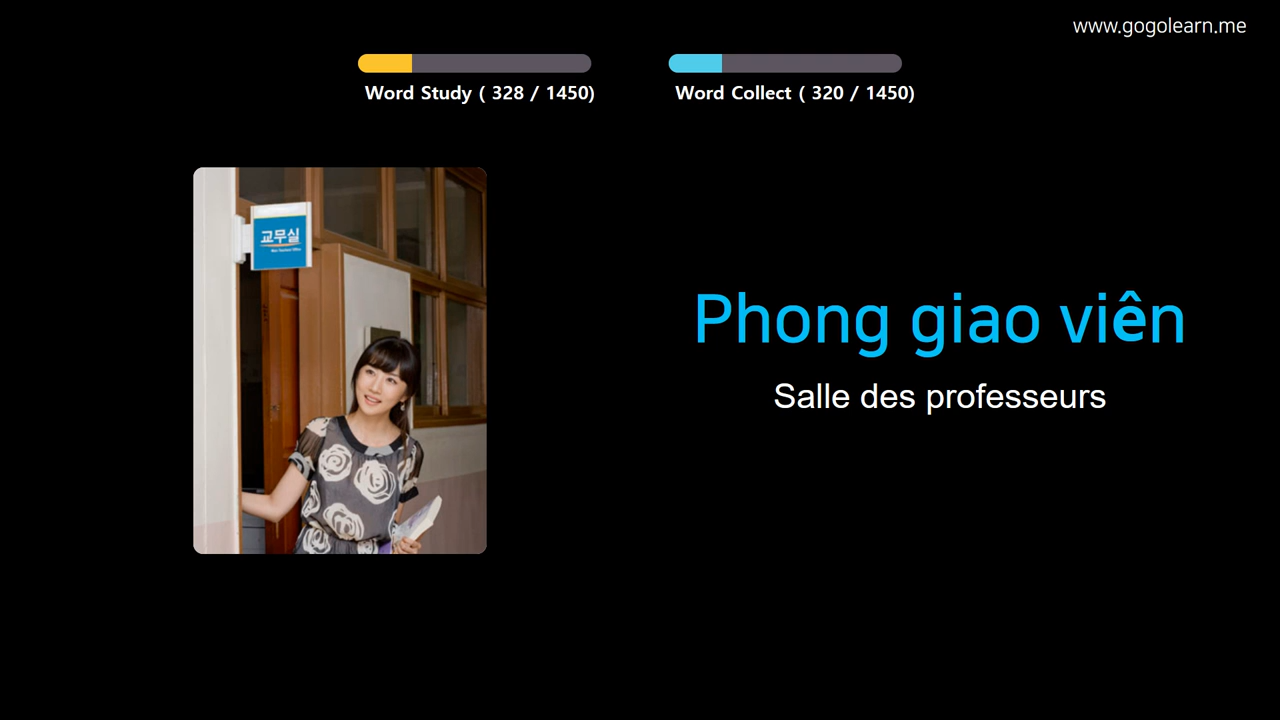 www.gogolearn.me
Word Study ( 328 / 1450)
Word Collect ( 320 / 1450)
교무실
Phong giao viên
Salle des professeurs